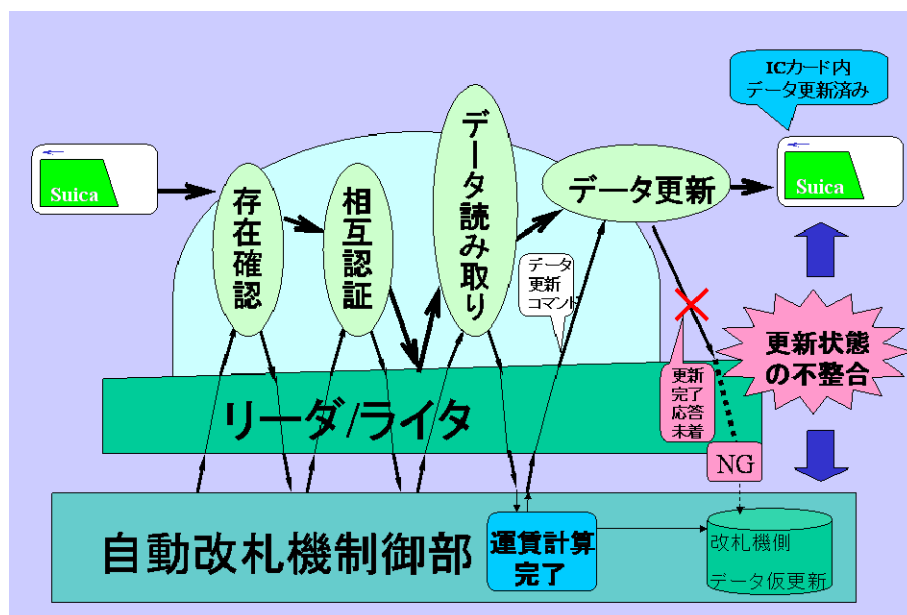 ICカード内
データ更新済み
Suica
存在確認
相互認証
データ読み取り
データ更新
Suica
データ
更新
コマンド
更新
完了
応答
未着
更新状態
の不整合
リーダ/ライタ
NG
自動改札機制御部
運賃計算
完了
改札機側
データ仮更新